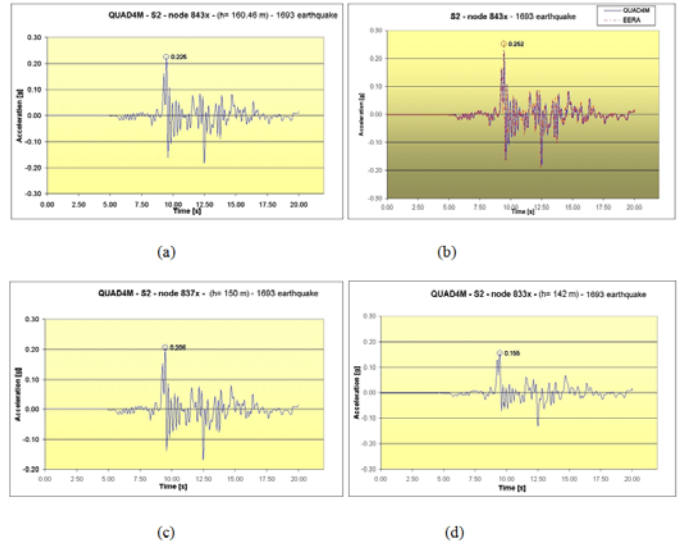 QUAD4M - S2 - node 843x - (h= 160,46 m) - 1693 earthquake
0.30
0.20
0.10
0.00
-0.10
-0.20
-0.30
Acceleration [g]
0.226
0.00 2.50 5.00 7.50 10.00 12.50 15.00 17.50 20.00
Time [s]
(a)
S2 - node 843x - 1693 earthquake
QUAD4M
EERA
0.30
0.20
0.10
0.00
-0.10
-0.20
-0.30
Acceleration [g]
0.252
0.00 2.50 5.00 7.50 10.00 12.50 15.00 17.50 20.00
Time [s]
(b)
QUAD4M - S2 - node 837x - (h= 150 m) - 1693 earthquake
0.30
0.20
0.10
0.00
-0.10
-0.20
Acceleration [g]
0.00 2.50 5.00 7.50 10.00 12.50 15.00 17.50 20.00
Time [s]
(c)
QUAD4M - S2 - node 833x - (h= 142 m) - 1693 earthquake
0.30
0.20
0.10
0.00
-0.10
-0.20
-0.30
Acceleration [g]
0.00 2.50 5.00 7.50 10.00 12.50 15.00 17.50 20.00
Time [s]
(d)